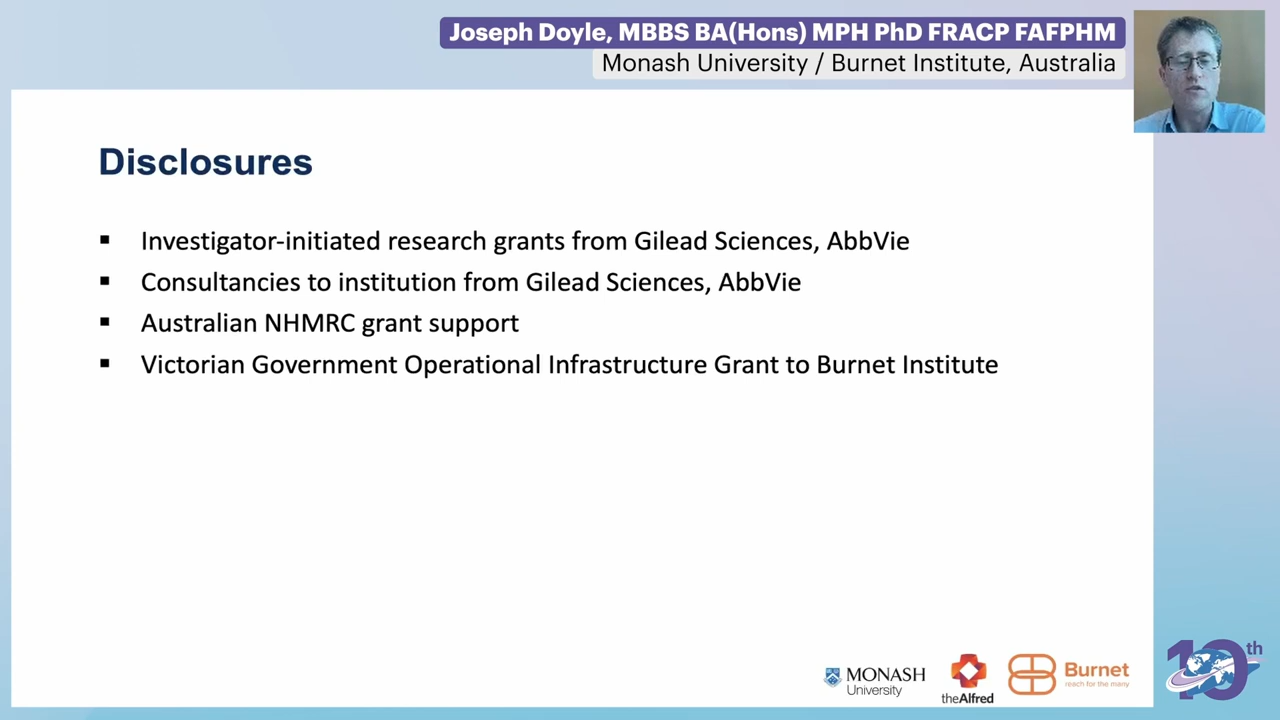 Joseph Doyle, MBBS BA(Hons) MPH PhD FRACP FAFPHM
Monash University / Burnet Institute, Australia
Disclosures
▪ Investigator-initiated research grants from Gilead Sciences, AbbVie
▪ Consultancies to institution from Gilead Sciences, AbbVie
▪ Australian NHMRC grant support
▪ Victorian Government Operational Infrastructure Grant to Burnet Institute
MONASH
University
theAlfred
Burnet
reach for the many
10th